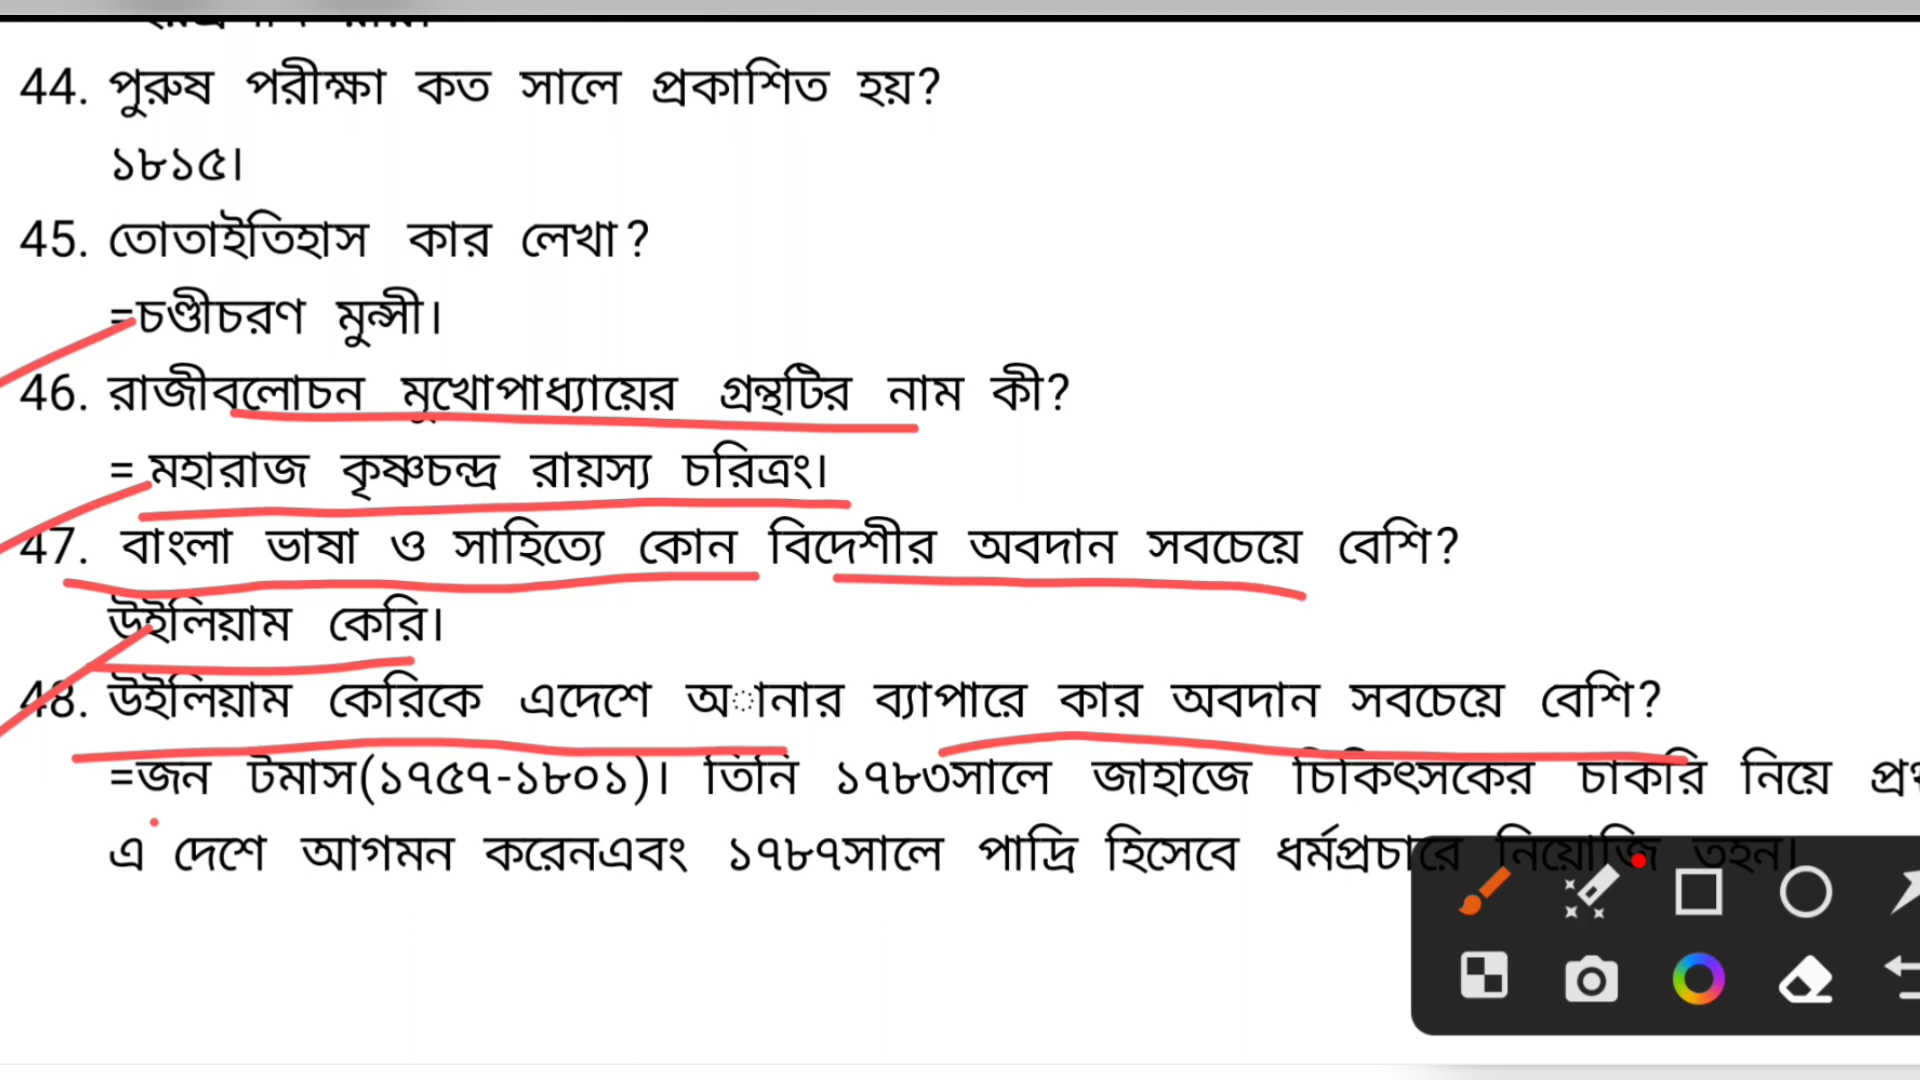 44. পুরুষ পরীক্ষা কত সালে প্রকাশিত হয়?
১৮১৫।
45. তোতাইতিহাস কার লেখা?
=চণ্ডীচরণ মুন্সী।
46. রাজীবলোচন মুখোপাধ্যায়ের গ্রন্থটির নাম কী?
= মহারাজ কৃষ্ণচন্দ্র রায়স্য চরিত্রং।
47. বাংলা ভাষা ও সাহিত্যে কোন বিদেশীর অবদান সবচেয়ে বেশি?
উইলিয়াম কেরি।
48. উইলিয়াম কেরিকে এদেশে অানার ব্যাপারে কার অবদান সবচেয়ে বেশি?
=জন টমাস(১৭৫৭-১৮০১)। তিনি ১৭৮৩সালে জাহাজে চিকিৎসকের চাকরি নিয়ে
এ দেশে আগমন করেনএবং ১৭৮৭সালে পাদ্রি হিসেবে ধর্মপ্রচারে নিয়োজি তহন।